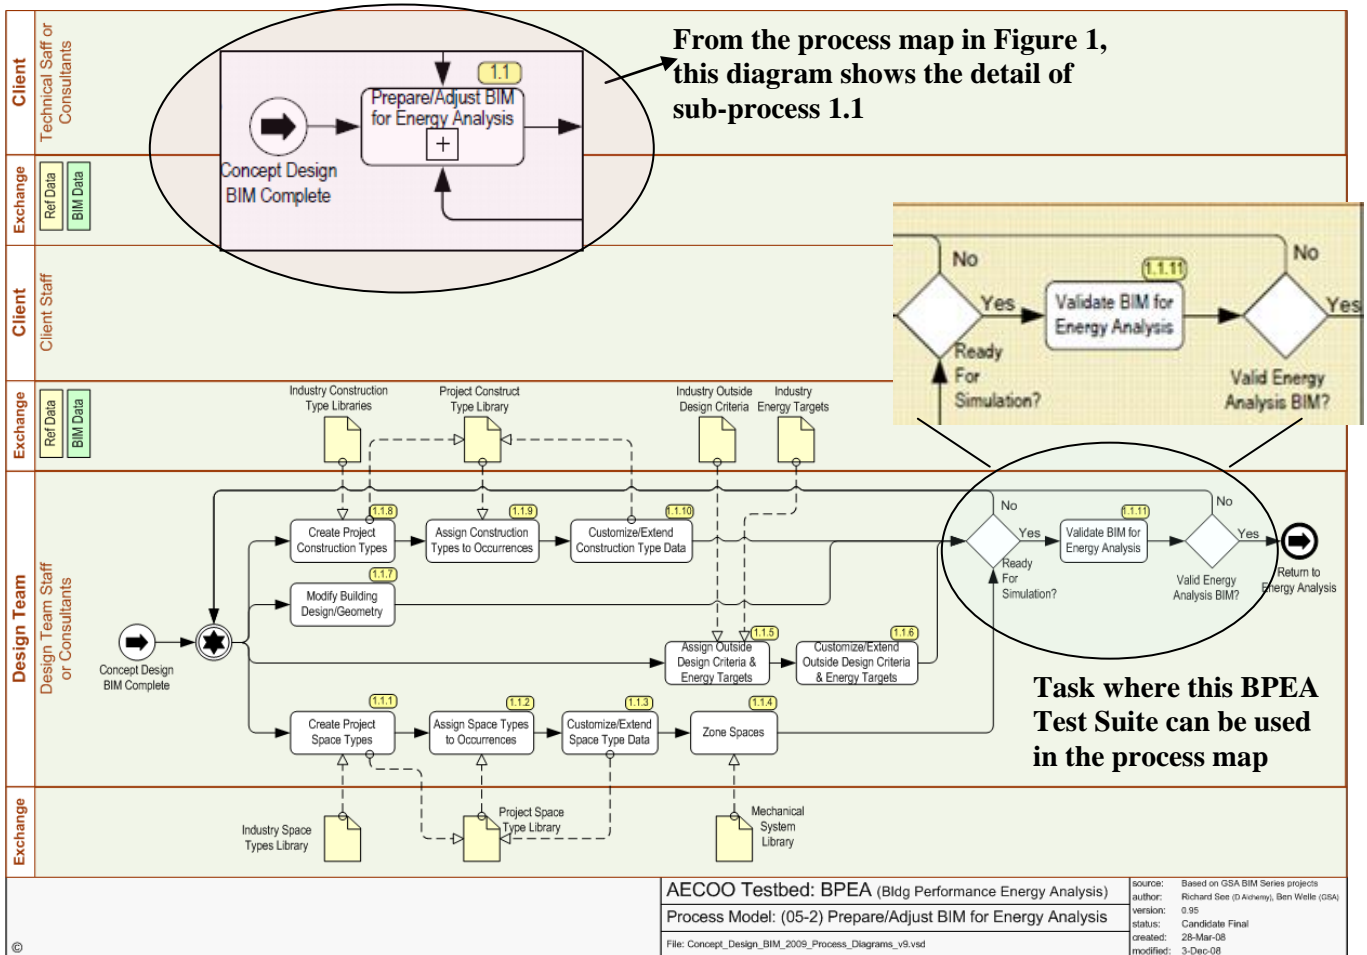 Client
Technical Saff or
Consultants
1.1
Prepare/Adjust BIM
for Energy Analysis
+
Concept Design
BIM Complete
From the process map in Figure 1,
this diagram shows the detail of
sub-process 1.1
Exchange
Ref Data
BIM Data
No
No
1.1.11
Yes
Validate BIM for
Energy Analysis
Yes
Ready
For
Simulation?
Valid Energy
Analysis BIM?
Client
Client Staff
Exchange
Ref Data
BIM Data
Industry Construction
Type Libraries
Project Construct
Type Library
Industry Outside
Design Criteria
Industry
Energy Targets
Design Team
Design Team Staff
or Consultants
1.1.8
Create Project
Construction Types
1.1.9
Assign Construction
Types to Occurrences
1.1.10
Customize/Extend
Construction Type Data
No
Yes
Ready
For
Simulation?
1.1.11
Validate BIM for
Energy Analysis
No
Yes
Valid Energy
Analysis BIM?
Return to
Energy Analysis
1.1.7
Modify Building
Design/Geometry
Concept Design
BIM Complete
1.1.5
Assign Outside
Design Criteria &
Energy Targets
1.1.6
Customize/Extend
Outside Design Criteria
& Energy Targets
1.1.1
Create Project
Space Types
1.1.2
Assign Space Types
to Occurrences
1.1.3
Customize/Extend
Space Type Data
1.1.4
Zone Spaces
Task where this BPEA
Test Suite can be used
in the process map
Exchange
Industry Space
Types Library
Project Space
Type Library
Mechanical
System
Library
©
AECOO Testbed: BPEA (Bldg Performance Energy Analysis)
Process Model: (05-2) Prepare/Adjust BIM for Energy Analysis
File: Concept_Design_BIM_2009_Process_Diagrams_v9.vsd
source: Based on GSA BIM Series projects
author: Richard See (D Alchemy), Ben Welle (GSA)
version: 0.95
status: Candidate Final
created: 28-Mar-08
modified: 3-Dec-08